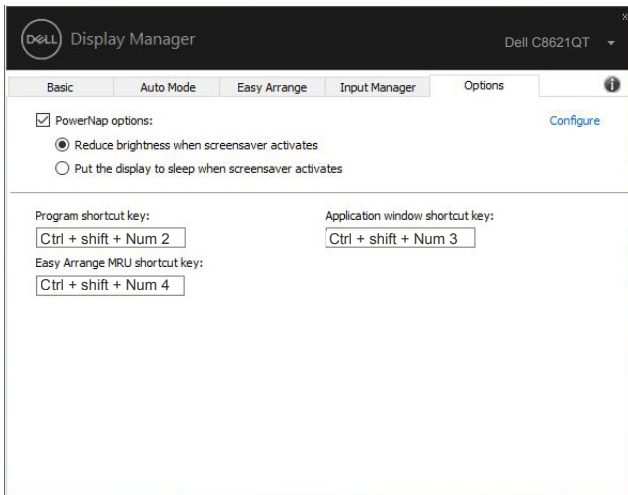 x
DELL Display Manager
Dell C8621QT
Basic Auto Mode Easy Arrange Input Manager Options i
PowerNap options: Configure
Reduce brightness when screensaver activates
Put the display to sleep when screensaver activates
Program shortcut key: Application window shortcut key:
Ctrl + shift + Num 2 Ctrl + shift + Num 3
Easy Arrange MRU shortcut key:
Ctrl + shift + Num 4